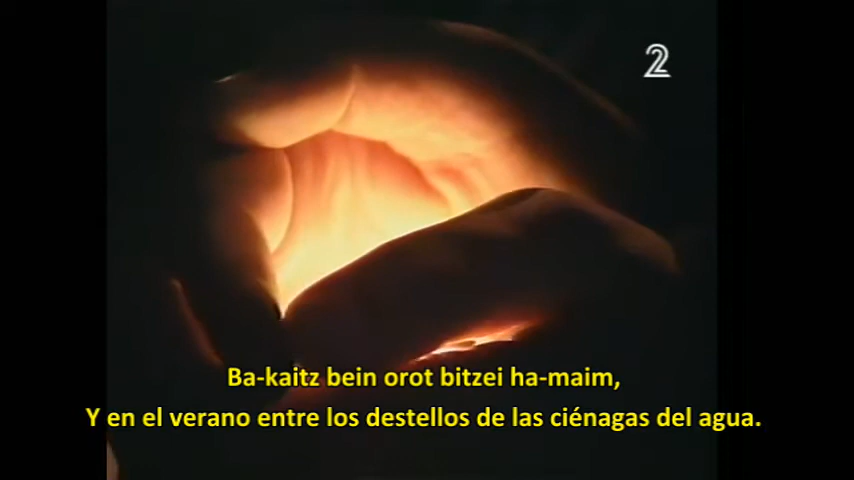 2
Ba-kaitz bein orot bitzei ha-maim,
Y en el verano entre los destellos de las ciénagas del agua.